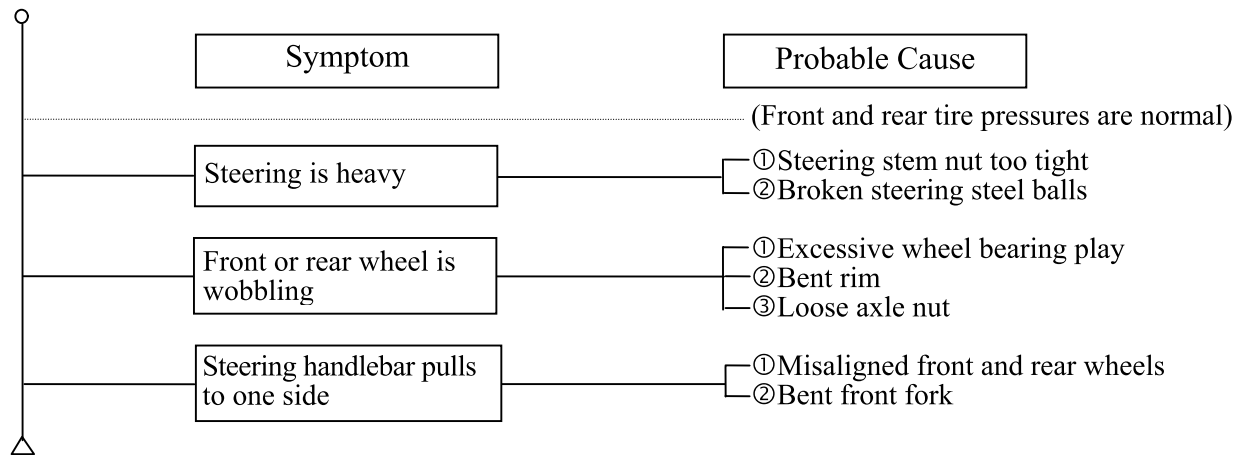 Symptom
Probable Cause
(Front and rear tire pressures are normal)
Steering is heavy
①Steering stem nut too tight
②Broken steering steel balls
Front or rear wheel is
wobbling
①Excessive wheel bearing play
②Bent rim
③Loose axle nut
Steering handlebar pulls
to one side
①Misaligned front and rear wheels
②Bent front fork